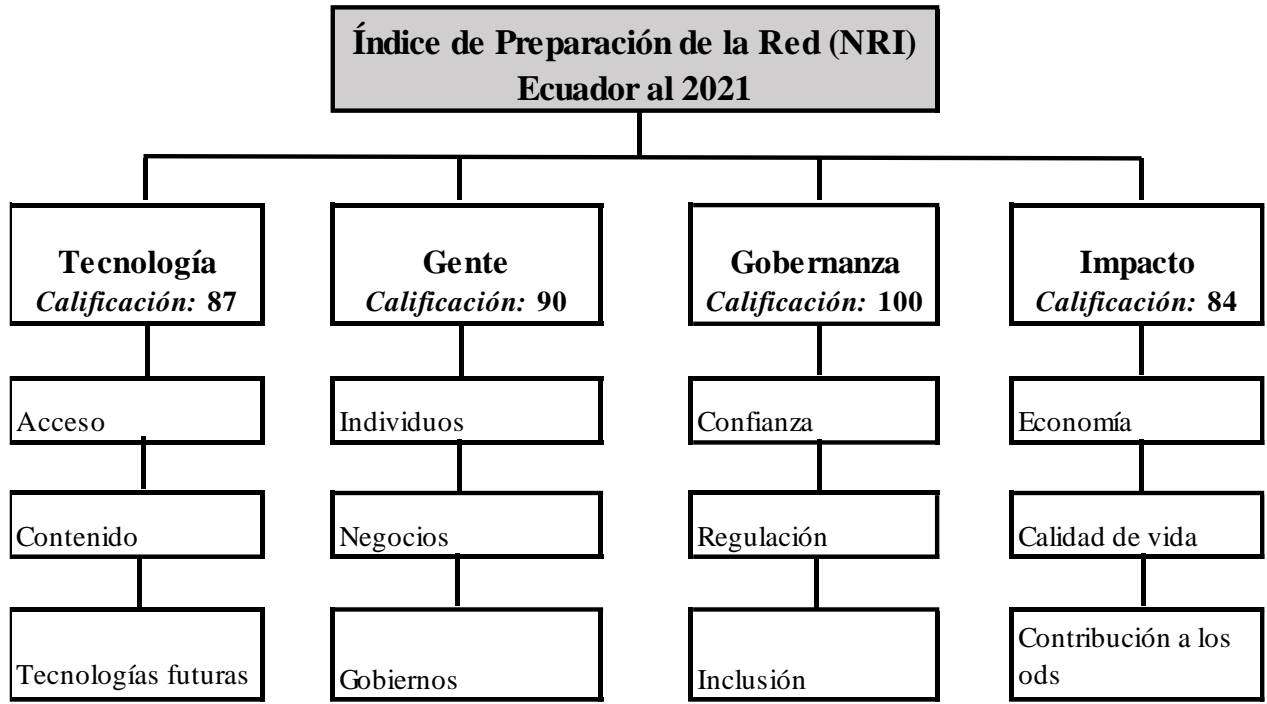 Índice de Preparación de la Red (NRI)
Ecuador al 2021
Tecnología
Calificación: 87
Gente
Calificación: 90
Gobernanza
Calificación: 100
Impacto
Calificación: 84
Acceso
Individuos
Confianza
Economía
Contenido
Negocios
Regulación
Calidad de vida
Tecnologías futuras
Gobiernos
Inclusión
Contribución a los
ods